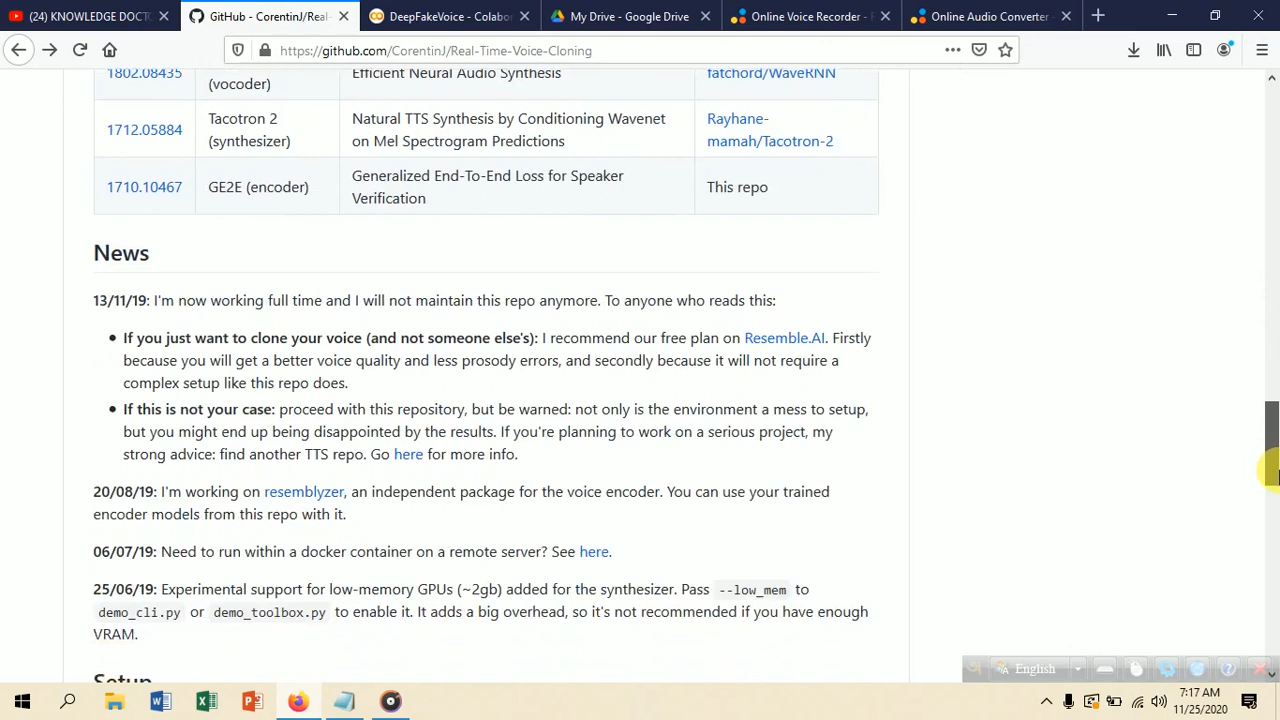 (24) KNOWLEDGE DOCTO
GitHub - CorentinJ/Real-
DeepFakeVoice - Colabo
My Drive - Google Drive
Online Voice Recorder - R
Online Audio Converter -
https://github.com/CorentinJ/Real-Time-Voice-Cloning
1802.08435
(vocoder)
Efficient Neural Audio Synthesis
fatchord/WaveRNN
1712.05884
Tacotron 2
(synthesizer)
Natural TTS Synthesis by Conditioning Wavenet
on Mel Spectrogram Predictions
Rayhane-
mamah/Tacotron-2
1710.10467
GE2E (encoder)
Generalized End-To-End Loss for Speaker
Verification
This repo
News
13/11/19: I'm now working full time and I will not maintain this repo anymore. To anyone who reads this:
If you just want to clone your voice (and not someone else's): I recommend our free plan on Resemble.AI. Firstly
because you will get a better voice quality and less prosody errors, and secondly because it will not require a
complex setup like this repo does.
If this is not your case: proceed with this repository, but be warned: not only is the environment a mess to setup,
but you might end up being disappointed by the results. If you're planning to work on a serious project, my
strong advice: find another TTS repo. Go here for more info.
20/08/19: I'm working on resemblyzer, an independent package for the voice encoder. You can use your trained
encoder models from this repo with it.
06/07/19: Need to run within a docker container on a remote server? See here.
25/06/19: Experimental support for low-memory GPUs (~2gb) added for the synthesizer. Pass --low_mem to
demo_cli.py or demo_toolbox.py to enable it. It adds a big overhead, so it's not recommended if you have enough
VRAM.
Setup
English
7:17 AM
11/25/2020